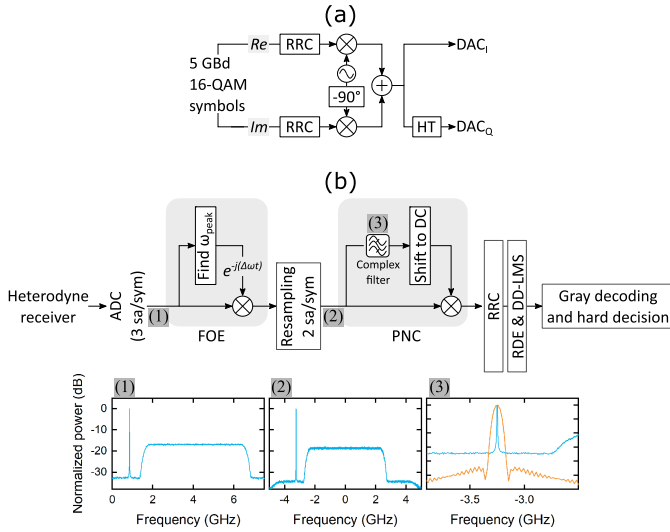 (a)
Re RRC DAC_I
5 GBd
16-QAM
symbols
-90°
Im RRC HT DAC_Q
(b)
(3)
Find ω_peak
Shift to DC
Complex
filter
e^-j(Δωt)
Heterodyne
receiver
ADC
(3 sa/sym)
(1)
FOE
Resampling
2 sa/sym
(2)
PNC
RRC
RDE & DD-LMS
Gray decoding
and hard decision
(1) (2) (3)
Normalized power (dB)
0
-10
-20
-30
0 2 4 6
-4 -2 0 2 4
-3.5 -3.0
Frequency (GHz) Frequency (GHz) Frequency (GHz)